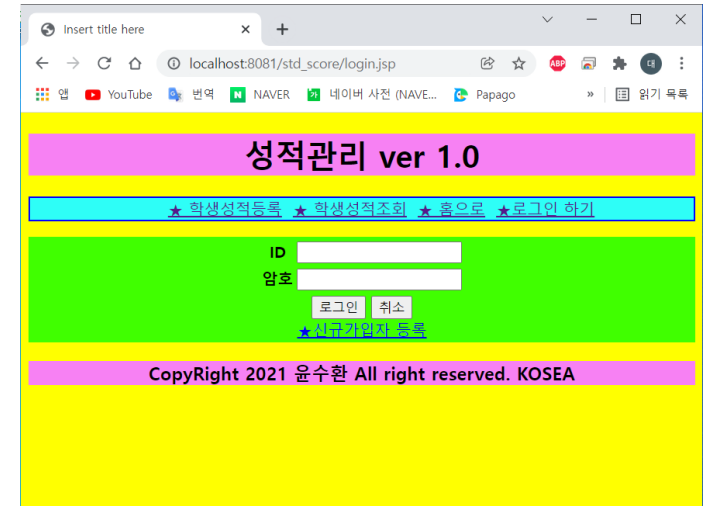 Insert title here
localhost:8081/std_score/login.jsp
ABP
대
앱 YouTube 번역 N NAVER 네이버 사전 (NAVE... Papago » 읽기 목록
성적관리 ver 1.0
★ 학생성적등록 ★ 학생성적조회 ★ 홈으로 ★로그인 하기
ID
암호
로그인 취소
★신규가입자 등록
CopyRight 2021 윤수환 All right reserved. KOSEA